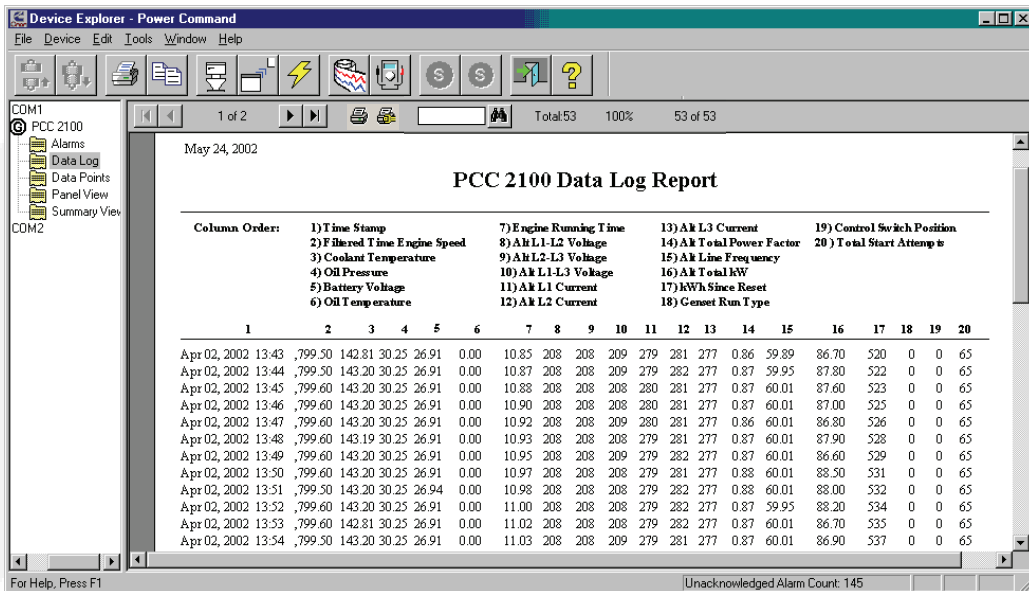 Device Explorer - Power Command
File Device Edit Tools Window Help
S S
COM1
PCC 2100
Alarms
Data Log
Data Points
Panel View
Summary View
COM2
1 of 2 Total:53 100% 53 of 53
May 24, 2002
PCC 2100 Data Log Report
Column Order: 1) Time Stamp 7) Engine Running Time 13) Alt L3 Current 19) Control Switch Position
2) Filtered Time Engine Speed 8) Alt L1-L2 Voltage 14) Alt Total Power Factor 20 ) Total Start Attempts
3) Coolant Temperature 9) Alt L2-L3 Voltage 15) Alt Line Frequency
4) Oil Pressure 10) Alt L1-L3 Voltage 16) Alt Total kW
5) Battery Voltage 11) Alt L1 Current 17) kWh Since Reset
6) Oil Temperature 12) Alt L2 Current 18) Genset Run Type
1 2 3 4 5 6 7 8 9 10 11 12 13 14 15 16 17 18 19 20
Apr 02, 2002 13:43 ,799.50 142.81 30.25 26.91 0.00 10.85 208 208 209 279 281 277 0.86 59.89 86.70 520 0 0 65
Apr 02, 2002 13:44 ,799.50 143.20 30.25 26.91 0.00 10.87 208 208 209 279 282 277 0.87 59.95 87.80 522 0 0 65
Apr 02, 2002 13:45 ,799.60 143.20 30.25 26.91 0.00 10.88 208 208 208 280 281 277 0.87 60.01 87.60 523 0 0 65
Apr 02, 2002 13:46 ,799.60 143.20 30.25 26.91 0.00 10.90 208 208 208 280 281 277 0.87 60.01 87.00 525 0 0 65
Apr 02, 2002 13:47 ,799.60 143.20 30.25 26.91 0.00 10.92 208 208 209 280 281 277 0.86 60.01 86.80 526 0 0 65
Apr 02, 2002 13:48 ,799.60 143.19 30.25 26.91 0.00 10.93 208 208 208 279 281 277 0.87 60.01 87.90 528 0 0 65
Apr 02, 2002 13:49 ,799.60 143.20 30.25 26.91 0.00 10.95 208 208 209 279 282 277 0.87 60.01 86.60 529 0 0 65
Apr 02, 2002 13:50 ,799.60 143.20 30.25 26.91 0.00 10.97 208 208 208 279 281 277 0.88 60.01 88.50 531 0 0 65
Apr 02, 2002 13:51 ,799.50 143.20 30.25 26.94 0.00 10.98 208 208 208 279 282 277 0.88 60.01 88.00 532 0 0 65
Apr 02, 2002 13:52 ,799.60 143.20 30.25 26.91 0.00 11.00 208 208 208 279 282 277 0.87 59.95 88.20 534 0 0 65
Apr 02, 2002 13:53 ,799.60 142.81 30.25 26.91 0.00 11.02 208 208 209 279 282 277 0.87 60.01 86.70 535 0 0 65
Apr 02, 2002 13:54 ,799.60 143.20 30.25 26.91 0.00 11.03 208 208 209 279 281 277 0.87 60.01 86.90 537 0 0 65
For Help, Press F1 Unacknowledged Alarm Count: 145